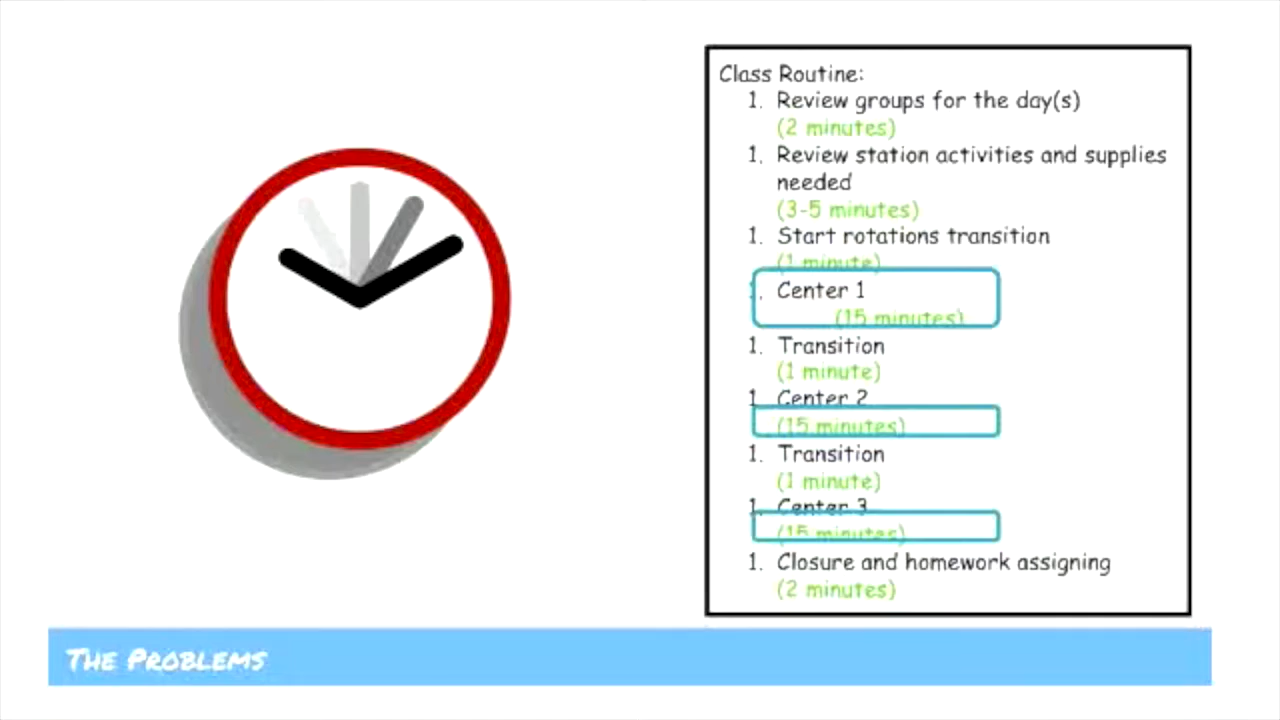 Class Routine:
1. Review groups for the day(s)
(2 minutes)
1. Review station activities and supplies
needed
(3-5 minutes)
1. Start rotations transition
(1 minute)
1. Center 1
(15 minutes)
1. Transition
(1 minute)
1. Center 2
(15 minutes)
1. Transition
(1 minute)
1. Center 3
(15 minutes)
1. Closure and homework assigning
(2 minutes)
The Problems